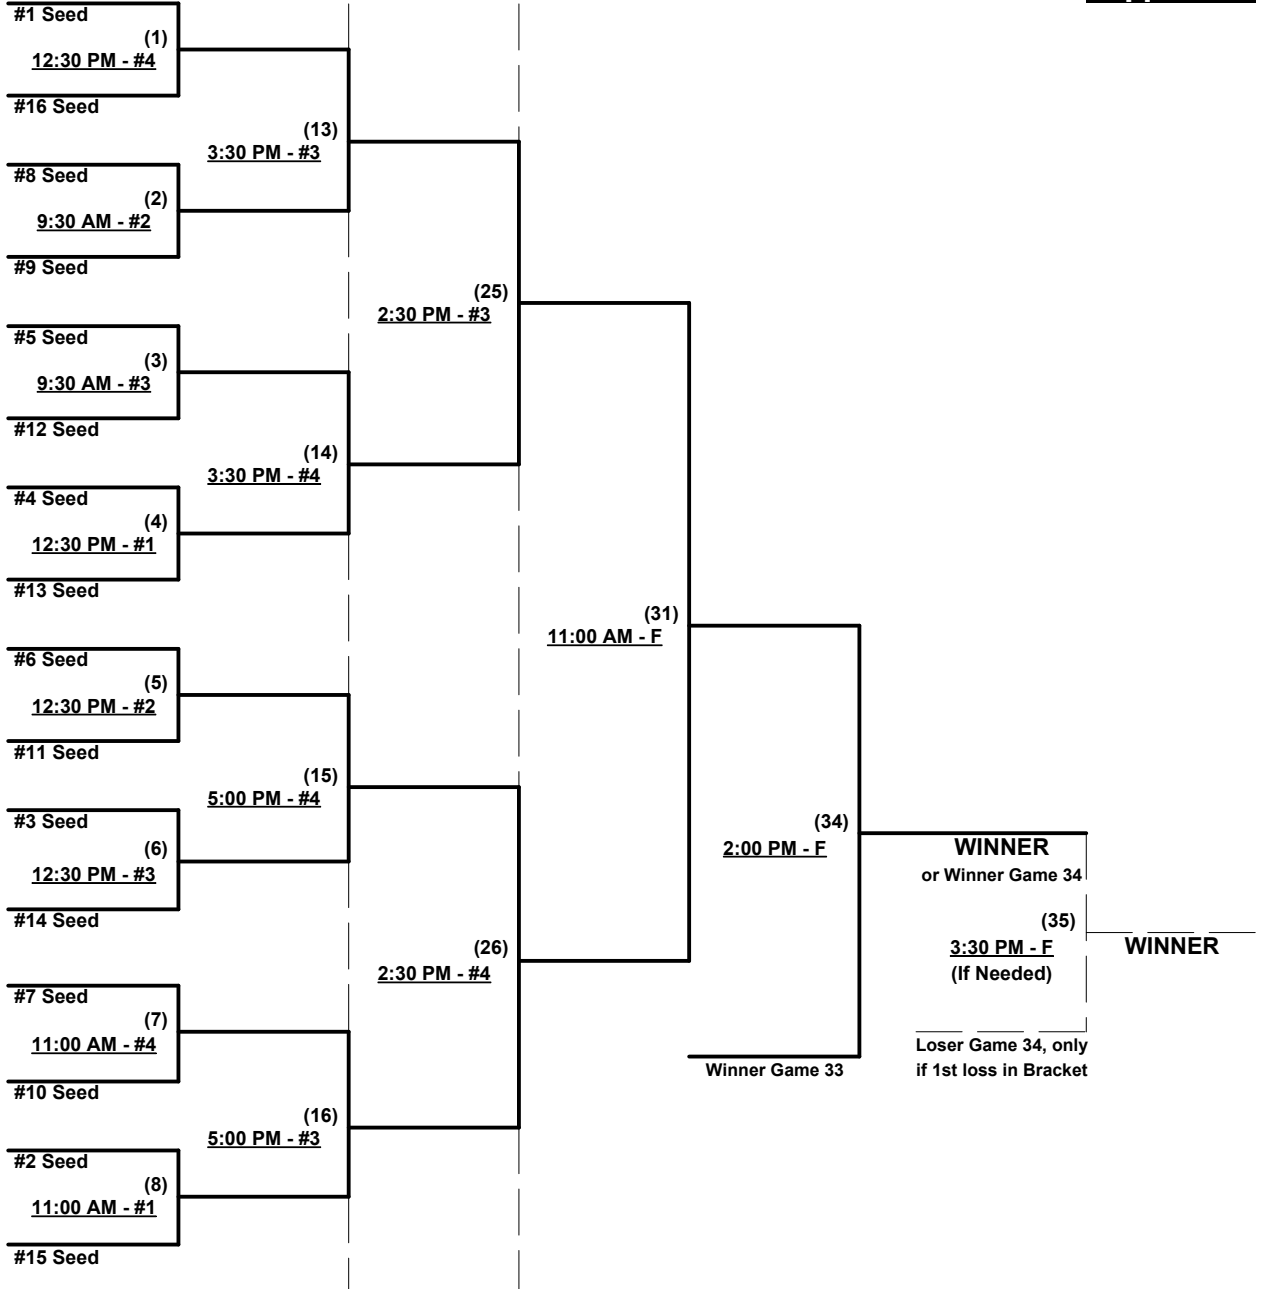 #1 Seed
(1)
12:30 PM - #4
#16 Seed
(13)
3:30 PM - #3
#8 Seed
(2)
9:30 AM - #2
#9 Seed
(25)
2:30 PM - #3
#5 Seed
(3)
9:30 AM - #3
#12 Seed
(14)
3:30 PM - #4
#4 Seed
(4)
12:30 PM - #1
#13 Seed
(31)
11:00 AM - F
#6 Seed
(5)
12:30 PM - #2
#11 Seed
(15)
5:00 PM - #4
#3 Seed
(6)
12:30 PM - #3
#14 Seed
(34)
2:00 PM - F
WINNER
or Winner Game 34
(35)
3:30 PM - F
(If Needed)
WINNER
(26)
2:30 PM - #4
#7 Seed
(7)
11:00 AM - #4
#10 Seed
Winner Game 33
Loser Game 34, only
if 1st loss in Bracket
(16)
5:00 PM - #3
#2 Seed
(8)
11:00 AM - #1
#15 Seed